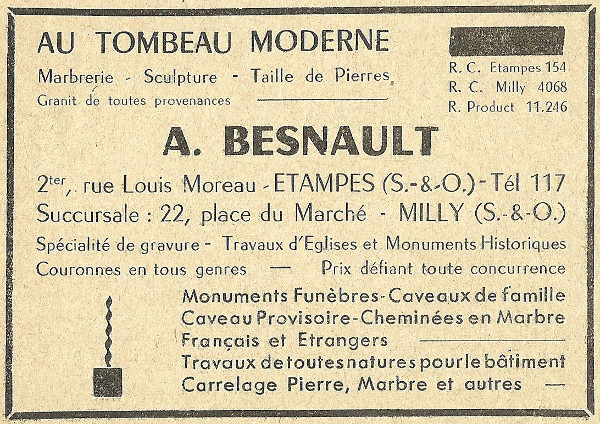 AU TOMBEAU MODERNE
Marbrerie - Sculpture - Taille de Pierres
Granit de toutes provenances
R. C. Etampes 154
R. C. Milly 4068
R. Product 11.246
A. BESNAULT
2ter, rue Louis Moreau - ETAMPES (S.-&-O.) - Tél 117
Succursale : 22, place du Marché - MILLY (S.-&-O.)
Spécialité de gravure - Travaux d'Eglises et Monuments Historiques
Couronnes en tous genres — Prix défiant toute concurrence
Monuments Funèbres - Caveaux de famille
Caveau Provisoire - Cheminées en Marbre
Français et Etrangers
Travaux de toutes natures pour le bâtiment
Carrelage Pierre, Marbre et autres —